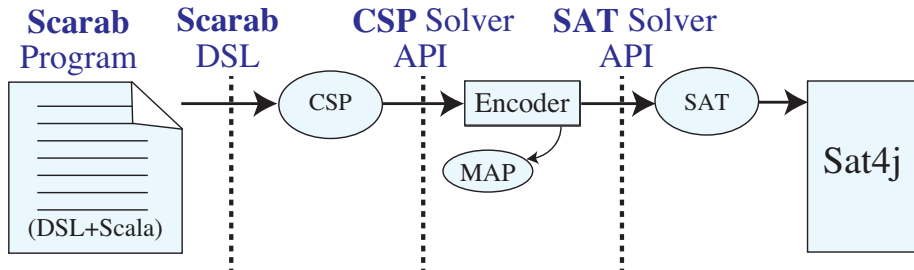 Scarab
Program
Scarab
DSL
CSP Solver
API
SAT Solver
API
(DSL+Scala)
CSP
Encoder
MAP
SAT
Sat4j